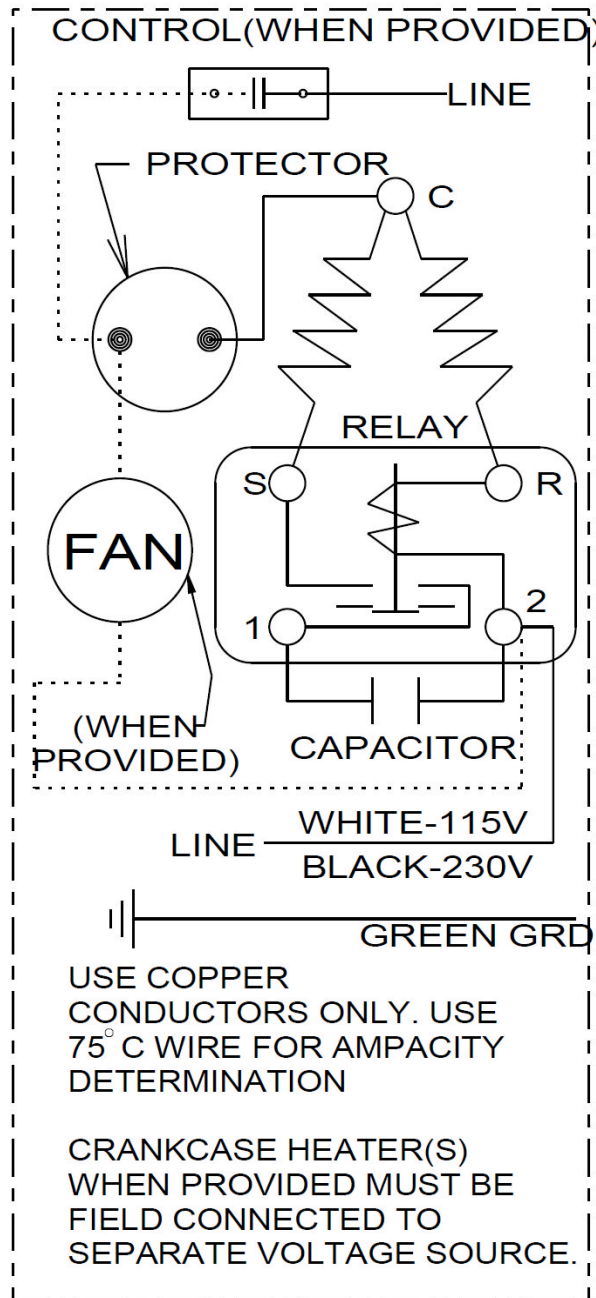 CONTROL(WHEN PROVIDED)
LINE
PROTECTOR
C
RELAY
S
R
FAN
1
2
(WHEN
PROVIDED)
CAPACITOR
WHITE-115V
LINE
BLACK-230V
GREEN GRD
USE COPPER
CONDUCTORS ONLY. USE
75° C WIRE FOR AMPACITY
DETERMINATION
CRANKCASE HEATER(S)
WHEN PROVIDED MUST BE
FIELD CONNECTED TO
SEPARATE VOLTAGE SOURCE.